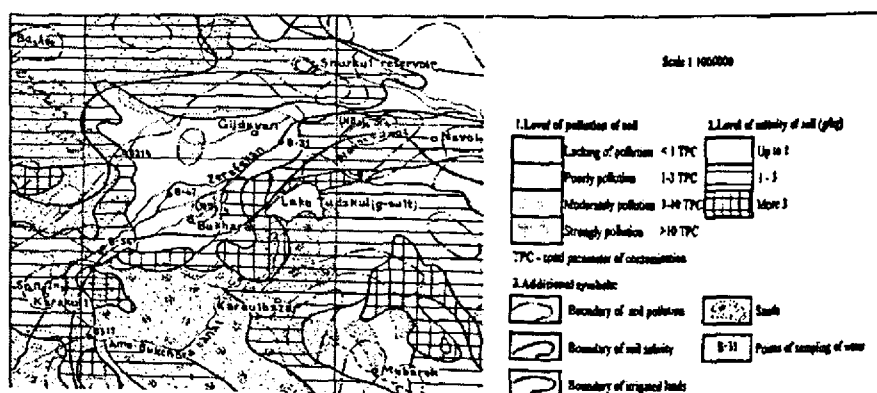 Shurkul reservoie
Gijduvan
B-31
Navoi
Zerafshan
B-47
Bukhara
Lake Tudakul
Karakul
Karaulbazar
Amu-Bukchara canal
Mubarek
Scale 1 1000000
1. Level of pollution of soil
Lacking of pollution < 1 TPC
Poorly pollution 1-3 TPC
Moderately pollution 3-10 TPC
Strongly pollution >10 TPC
TPC - total parameter of contamination
2. Level of salinity of soil (g/kg)
Up to 1
1 - 3
More 3
3. Additional symbols:
Boundary of soil pollution
Boundary of soil salinity
Boundary of irrigated lands
Sands
B-31 Points of sampling of water